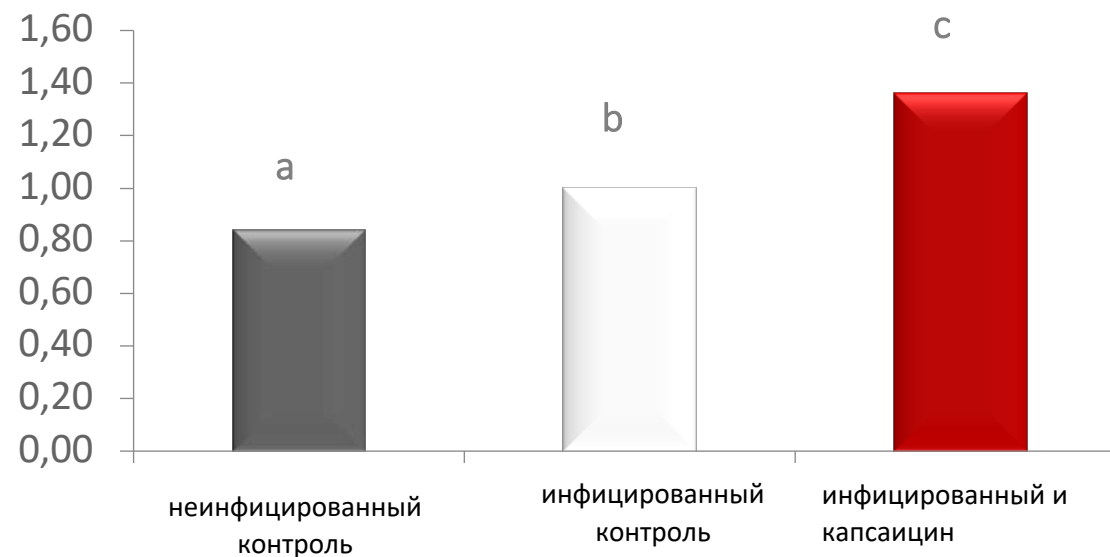 1,60
1,40
1,20
1,00
0,80
0,60
0,40
0,20
0,00
a
b
c
неинфицированный
контроль
инфицированный
контроль
инфицированный и
капсаицин